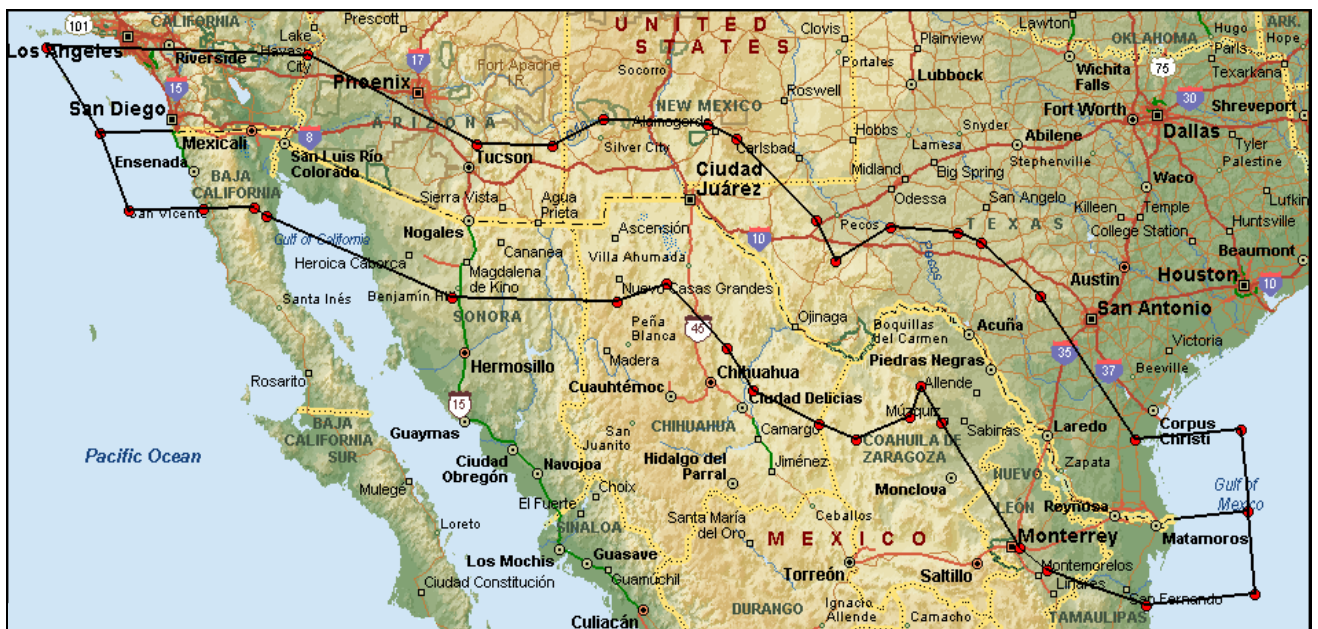 CALIFORNIA
Lake
Havasu
City
Prescott
UNITED
STATES
Clovis
Lawton
Hugo
ARK.
Hope
101
Los Angeles
Riverside
17
Fort Apache
I.R.
Socorro
Portales
Plainview
OKLAHOMA
Paris
Texarkana
15
Phoenix
Roswell
Lubbock
Wichita
Falls
75
30
San Diego
ARIZONA
NEW MEXICO
Alamogordo
Fort Worth
Dallas
Shreveport
Mexicali
8
Gila
Silver City
Carlsbad
Hobbs
Snyder
Lamesa
Abilene
Stephenville
Tyler
Palestine
Ensenada
San Luis Río
Colorado
Tucson
Ciudad
Juárez
Midland
Big Spring
Waco
BAJA
CALIFORNIA
Sierra Vista
Agua
Prieta
Odessa
San Angelo
Killeen
Temple
Lufkin
San Vicent
Nogales
Ascensión
Pecos
TEXAS
College Station
Huntsville
Gulf of California
Cananea
10
Pecos
Beaumont
Heroica Caborca
Magdalena
de Kino
Villa Ahumada
Austin
Houston
Santa Inés
Benjamín Hill
Nuevo Casas Grandes
10
SONORA
Peña
Blanca
45
Ojinaga
Boquillas
del Carmen
Acuña
San Antonio
Hermosillo
Madera
Piedras Negras
35
Victoria
Rosarito
Cuauhtémoc
Chihuahua
Allende
37
Beeville
15
Ciudad Delicias
BAJA
CALIFORNIA
SUR
Guaymas
San
Juanito
CHIHUAHUA
Camargo
Múzquiz
Sabinas
Laredo
Corpus
Christi
COAHUILA DE
ZARAGOZA
Pacific Ocean
Ciudad
Obregón
Navojoa
Hidalgo del
Parral
Jiménez
Monclova
NUEVO
LEÓN
Zapata
Gulf of
Mexico
Mulegé
El Fuerte
Choix
Loreto
SINALOA
Santa María
del Oro
Ceballos
Reynosa
Matamoros
MEXICO
Monterrey
Los Mochis
Guasave
Guamúchil
Torreón
Saltillo
Montemorelos
Linares
Ciudad Constitución
San Fernando
Culiacán
DURANGO
Ignacio
Allende
Camacho
TAMAULIPAS